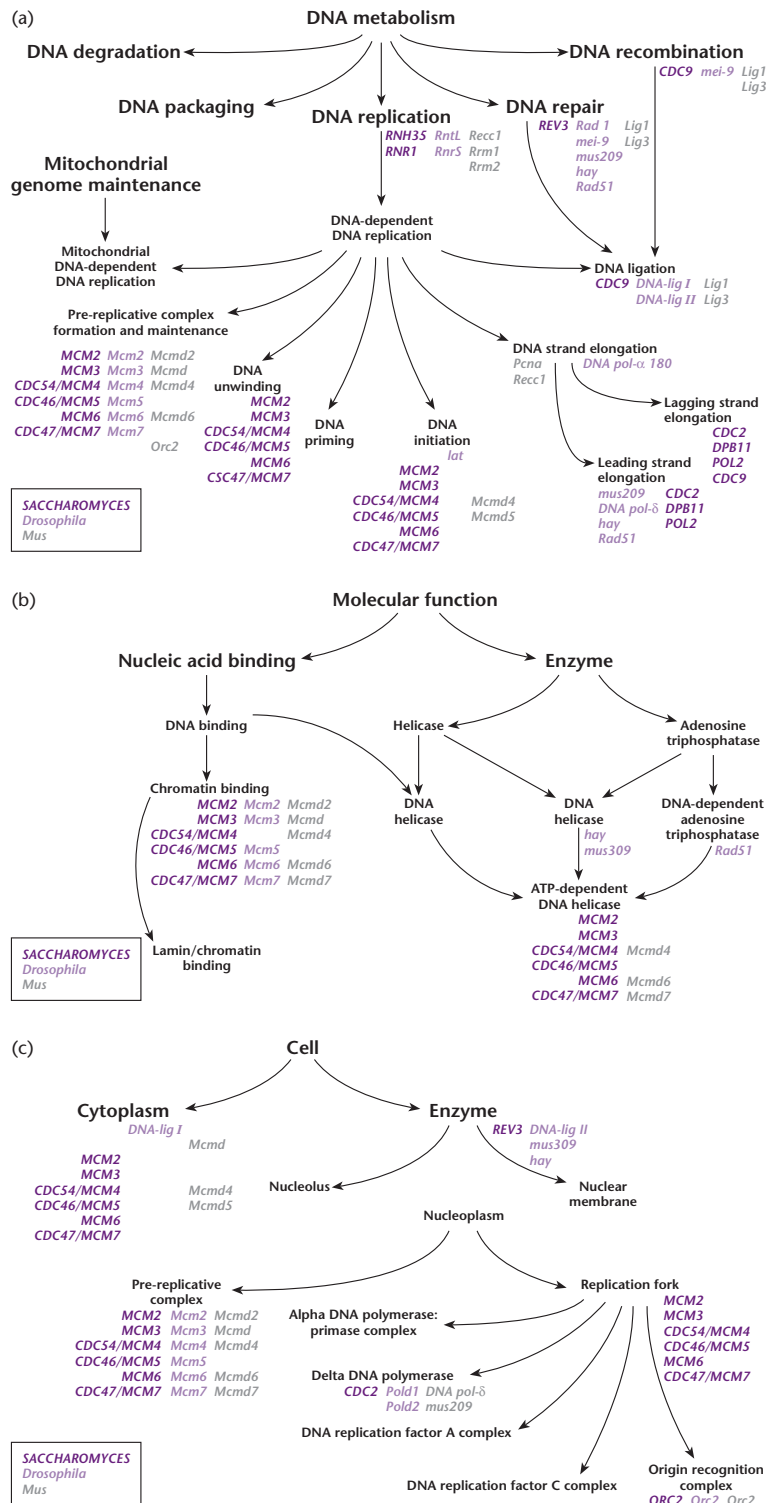 (a)
DNA metabolism
DNA degradation
DNA recombination
CDC9 mei-9 Lig1
Lig3
DNA packaging
DNA replication
RNH35 RntL Recc1
RNR1 RnrS Rrm1
Rrm2
DNA repair
REV3 Rad 1 Lig1
mei-9 Lig3
mus209
hay
Rad51
Mitochondrial
genome maintenance
DNA-dependent
DNA replication
Mitochondrial
DNA-dependent
DNA replication
DNA ligation
CDC9 DNA-lig I Lig1
DNA-lig II Lig3
Pre-replicative complex
formation and maintenance
MCM2 Mcm2 Mcmd2
MCM3 Mcm3 Mcmd
CDC54/MCM4 Mcm4 Mcmd4
CDC46/MCM5 Mcm5
MCM6 Mcm6 Mcmd6
CDC47/MCM7 Mcm7
Orc2
DNA
unwinding
MCM2
MCM3
CDC54/MCM4
CDC46/MCM5
MCM6
CSC47/MCM7
DNA
priming
DNA
initiation
lat
MCM2
MCM3
CDC54/MCM4 Mcmd4
CDC46/MCM5 Mcmd5
MCM6
CDC47/MCM7
DNA strand elongation
Pcna DNA pol-α 180
Recc1
Lagging strand
elongation
CDC2
DPB11
POL2
CDC9
Leading strand
elongation
mus209 CDC2
DNA pol-δ DPB11
hay POL2
Rad51
SACCHAROMYCES
Drosophila
Mus
(b)
Molecular function
Nucleic acid binding
Enzyme
DNA binding
Helicase
Adenosine
triphosphatase
Chromatin binding
MCM2 Mcm2 Mcmd2
MCM3 Mcm3 Mcmd
CDC54/MCM4 Mcmd4
CDC46/MCM5 Mcm5
MCM6 Mcm6 Mcmd6
CDC47/MCM7 Mcm7 Mcmd7
DNA
helicase
DNA
helicase
hay
mus309
DNA-dependent
adenosine
triphosphatase
Rad51
ATP-dependent
DNA helicase
MCM2
MCM3
CDC54/MCM4 Mcmd4
CDC46/MCM5
MCM6 Mcmd6
CDC47/MCM7 Mcmd7
Lamin/chromatin
binding
SACCHAROMYCES
Drosophila
Mus
(c)
Cell
Cytoplasm
DNA-lig I
Mcmd
MCM2
MCM3
CDC54/MCM4 Mcmd4
CDC46/MCM5 Mcmd5
MCM6
CDC47/MCM7
Enzyme
REV3 DNA-lig II
mus309
hay
Nucleolus
Nuclear
membrane
Nucleoplasm
Pre-replicative
complex
MCM2 Mcm2 Mcmd2
MCM3 Mcm3 Mcmd
CDC54/MCM4 Mcm4 Mcmd4
CDC46/MCM5 Mcm5
MCM6 Mcm6 Mcmd6
CDC47/MCM7 Mcm7 Mcmd7
Replication fork
MCM2
MCM3
CDC54/MCM4
CDC46/MCM5
MCM6
CDC47/MCM7
Alpha DNA polymerase:
primase complex
Delta DNA polymerase
CDC2 Pold1 DNA pol-δ
Pold2 mus209
DNA replication factor A complex
DNA replication factor C complex
Origin recognition
complex
ORC2 Orc2 Orc2
SACCHAROMYCES
Drosophila
Mus